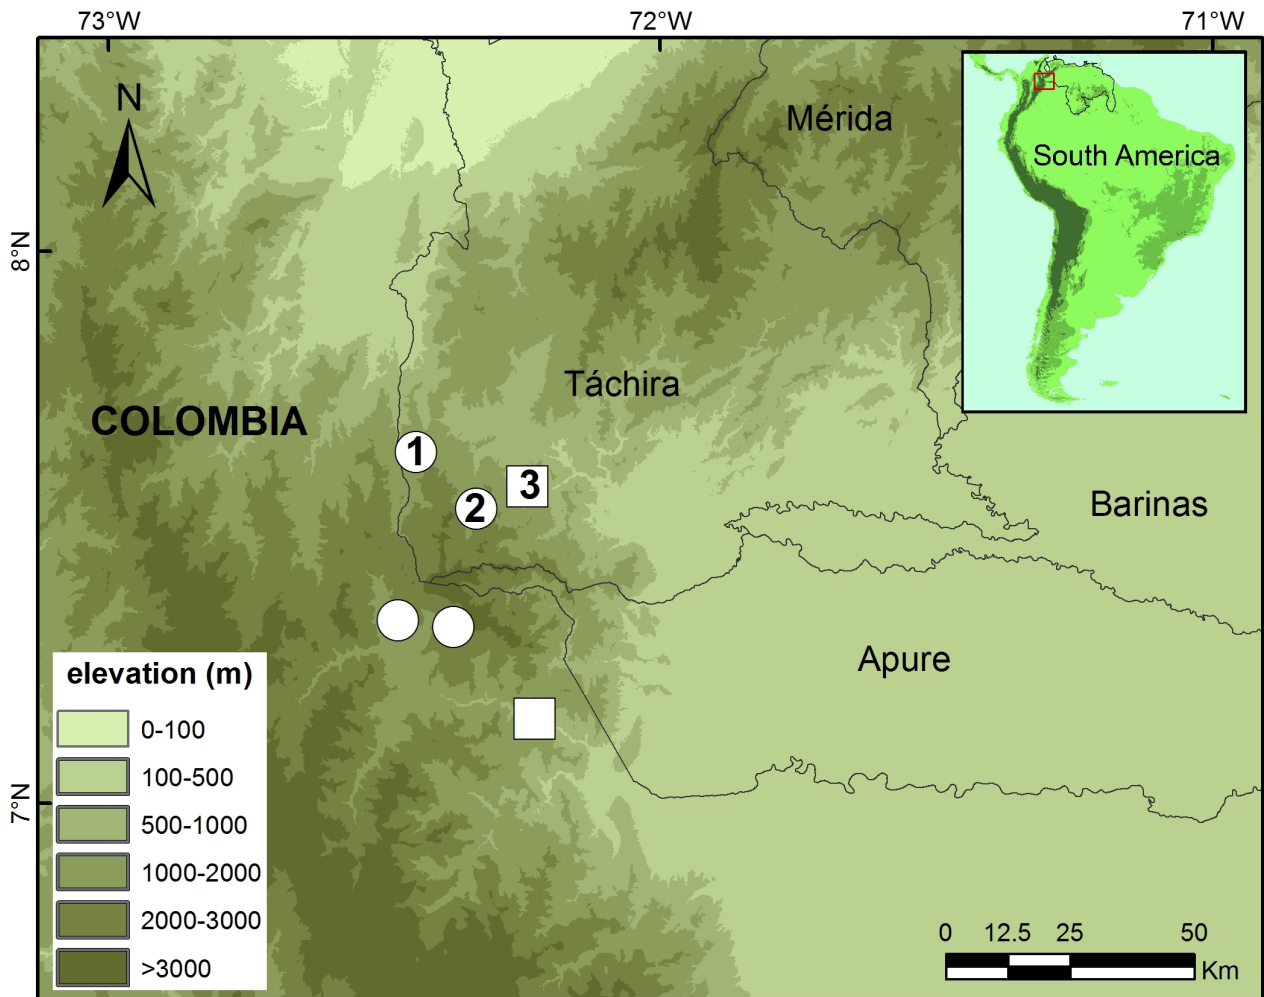 73°W
72°W
71°W
N
Mérida
South America
8°N
Táchira
COLOMBIA
1
3
2
Barinas
Apure
elevation (m)
0-100
100-500
500-1000
1000-2000
2000-3000
>3000
7°N
0 12.5 25 50
Km